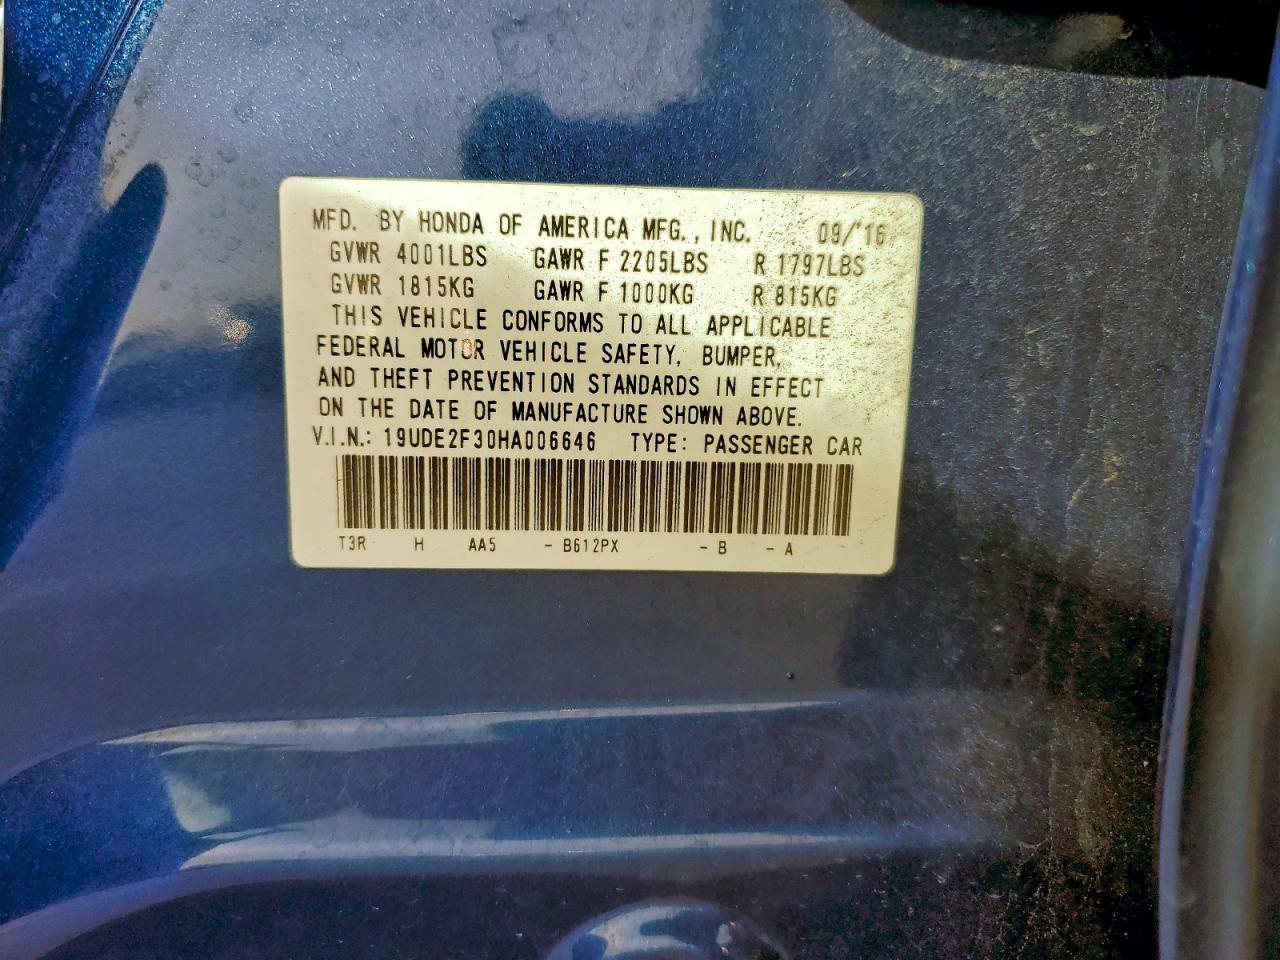 MFD. BY HONDA OF AMERICA MFG., INC. 09/'16
GVWR 4001LBS GAWR F 2205LBS R 1797LBS
GVWR 1815KG GAWR F 1000KG R 815KG
THIS VEHICLE CONFORMS TO ALL APPLICABLE
FEDERAL MOTOR VEHICLE SAFETY, BUMPER,
AND THEFT PREVENTION STANDARDS IN EFFECT
ON THE DATE OF MANUFACTURE SHOWN ABOVE.
V.I.N.: 19UDE2F30HA006646 TYPE: PASSENGER CAR
T3R H AA5 - B612PX - B - A